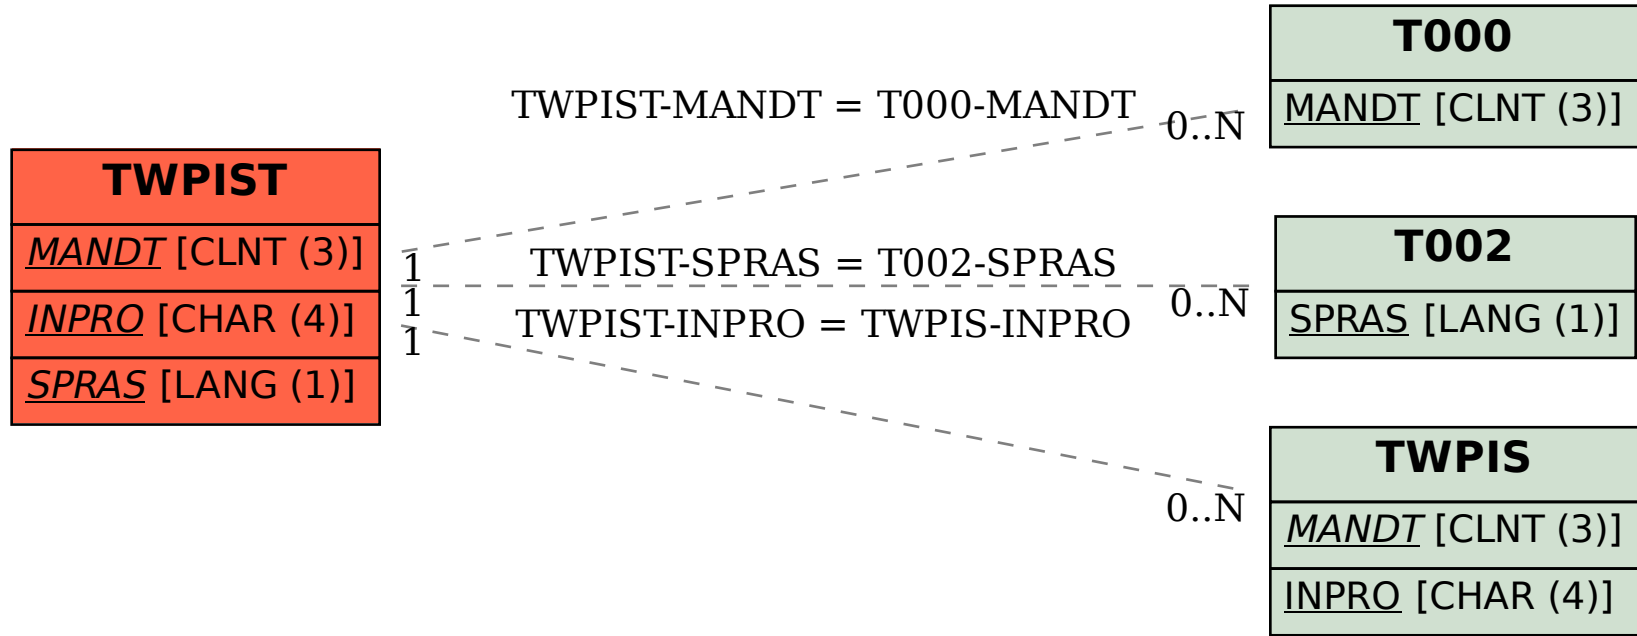 TWPIST
MANDT [CLNT (3)]
INPRO [CHAR (4)]
SPRAS [LANG (1)]
TWPIST-MANDT = T000-MANDT
0..N
1
TWPIST-SPRAS = T002-SPRAS
1
0..N
TWPIST-INPRO = TWPIS-INPRO
1
0..N
T000
MANDT [CLNT (3)]
T002
SPRAS [LANG (1)]
TWPIS
MANDT [CLNT (3)]
INPRO [CHAR (4)]